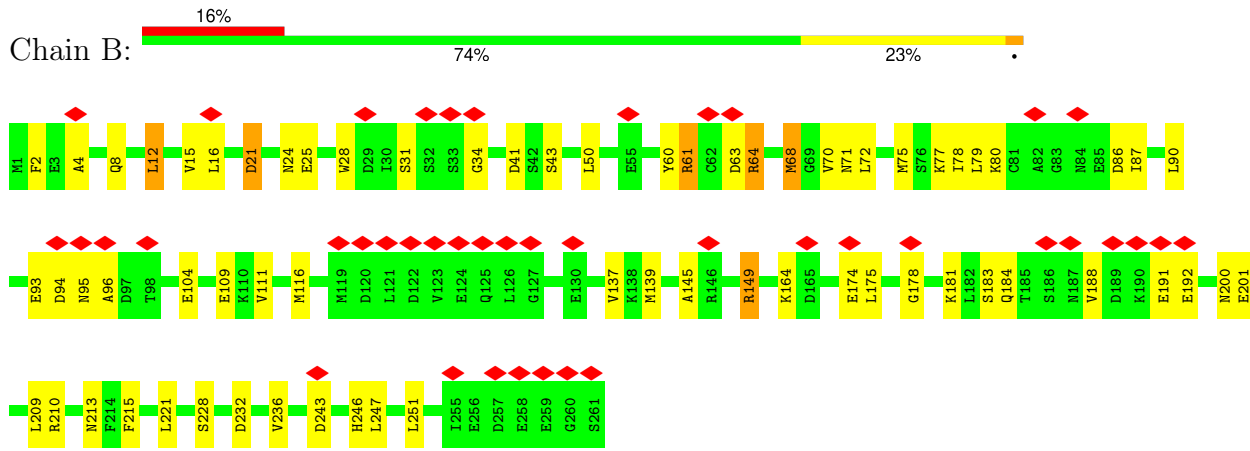 16%
Chain B:
74% 23% •
M1 F2 E3 A4 Q8 L12 V15 L16 D21 N24 E25 W28 D29 I30 S31 S32 S33 G34 D41 S42 S43 L50 E55 Y60 R61 C62 D63 R64 M68 G69 V70 N71 L72 M75 S76 K77 I78 L79 K80 C81 A82 G83 N84 E85 D86 I87 L90
E93 D94 N95 A96 D97 T98 E104 E109 K110 V111 M116 M119 D120 L121 D122 V123 E124 Q125 L126 G127 E130 V137 K138 M139 A145 R146 R149 K164 D165 E174 L175 G178 K181 L182 S183 Q184 T185 S186 N187 V188 D189 K190 E191 E192 N200 E201
L209 R210 N213 F214 F215 L221 S228 D232 V236 D243 H246 L247 L251 I255 E256 D257 E258 E259 G260 S261